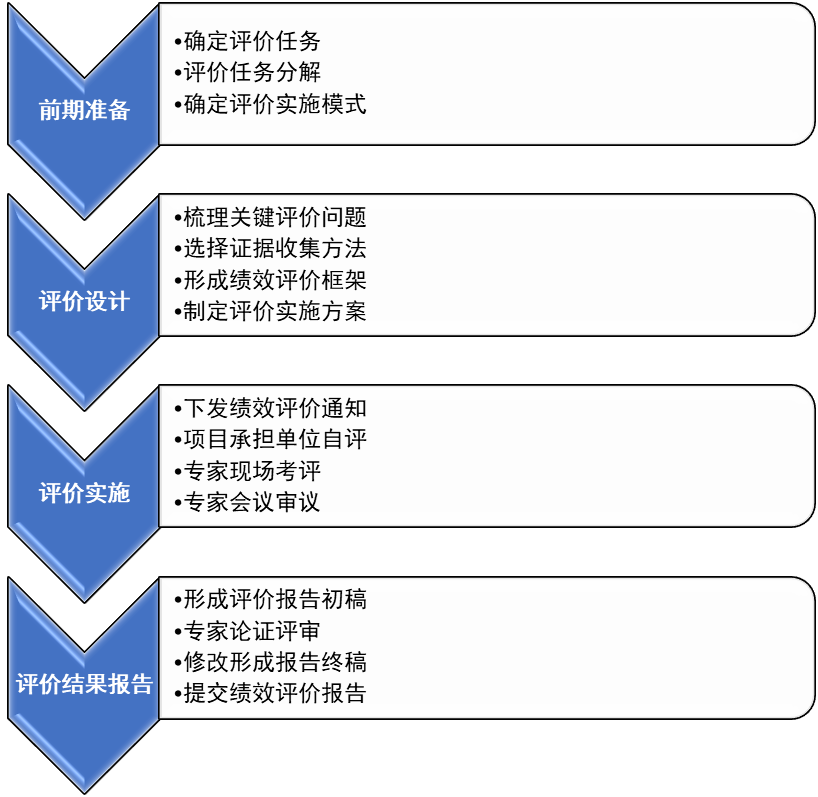 前期准备
•确定评价任务
•评价任务分解
•确定评价实施模式
评价设计
•梳理关键评价问题
•选择证据收集方法
•形成绩效评价框架
•制定评价实施方案
评价实施
•下发绩效评价通知
•项目承担单位自评
•专家现场考评
•专家会议审议
评价结果报告
•形成评价报告初稿
•专家论证评审
•修改形成报告终稿
•提交绩效评价报告